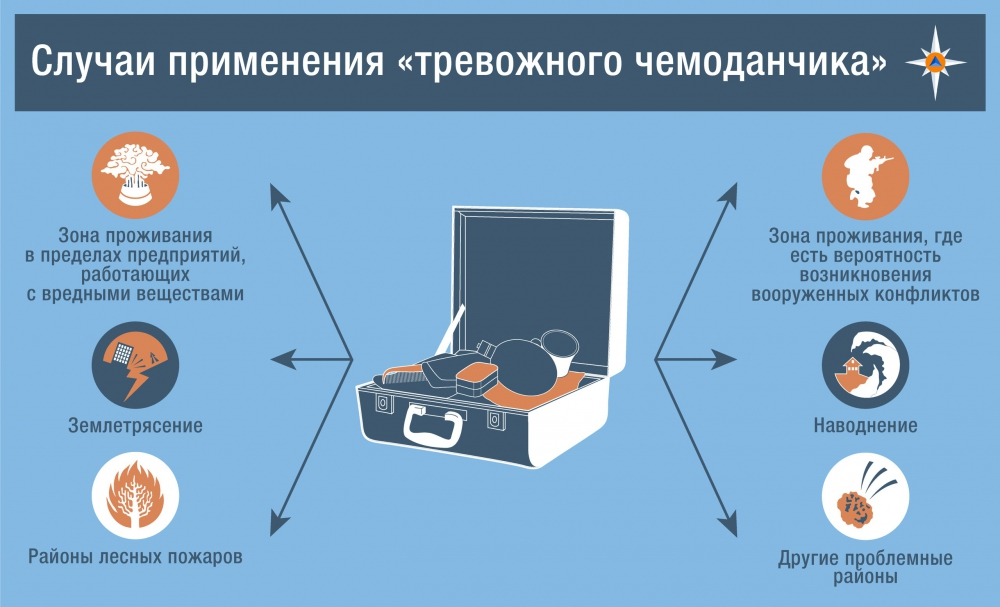 Случаи применения «тревожного чемоданчика»
Зона проживания
в пределах предприятий,
работающих
с вредными веществами
Землетрясение
Районы лесных пожаров
Зона проживания, где
есть вероятность
возникновения
вооруженных конфликтов
Наводнение
Другие проблемные
районы